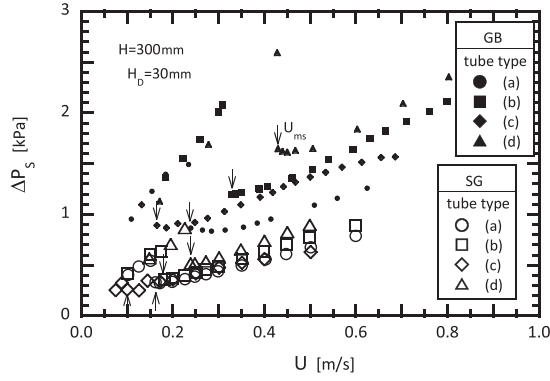 3
2
1
0
ΔP_S [kPa]
H=300mm
H_D=30mm
U_ms
GB
tube type
(a)
(b)
(c)
(d)
SG
tube type
(a)
(b)
(c)
(d)
0.0 0.2 0.4 0.6 0.8 1.0
U [m/s]